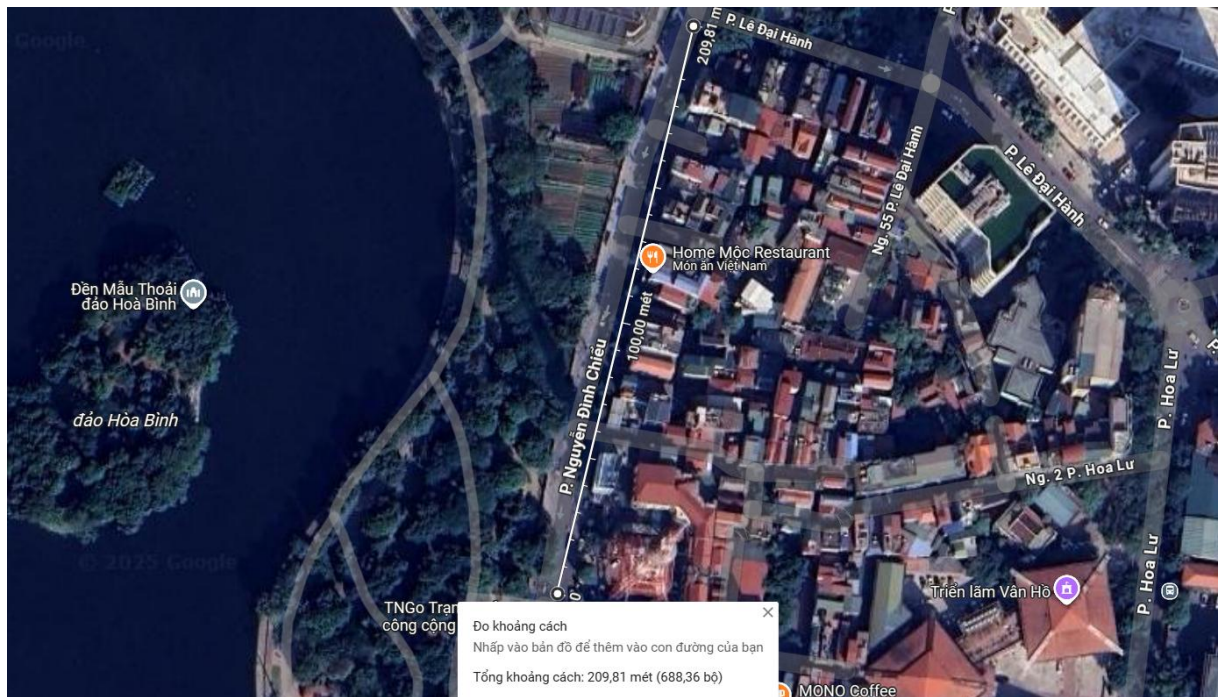 Google
209,81 m
P. Lê Đại Hành
Ng. 55 P. Lê Đại Hành
P. Lê Đại Hành
Home Mộc Restaurant
Món ăn Việt Nam
Đền Mẫu Thoải
đảo Hoà Bình
100,00 mét
P. Nguyễn Đình Chiểu
đảo Hòa Bình
P. Hoa Lư
Ng. 2 P. Hoa Lư
© 2025 Google
P. Hoa Lư
Triển lãm Vân Hồ
0
TNGo Trạm
công cộng
Đo khoảng cách
Nhấp vào bản đồ để thêm vào con đường của bạn
Tổng khoảng cách: 209,81 mét (688,36 bộ)
MONO Coffee